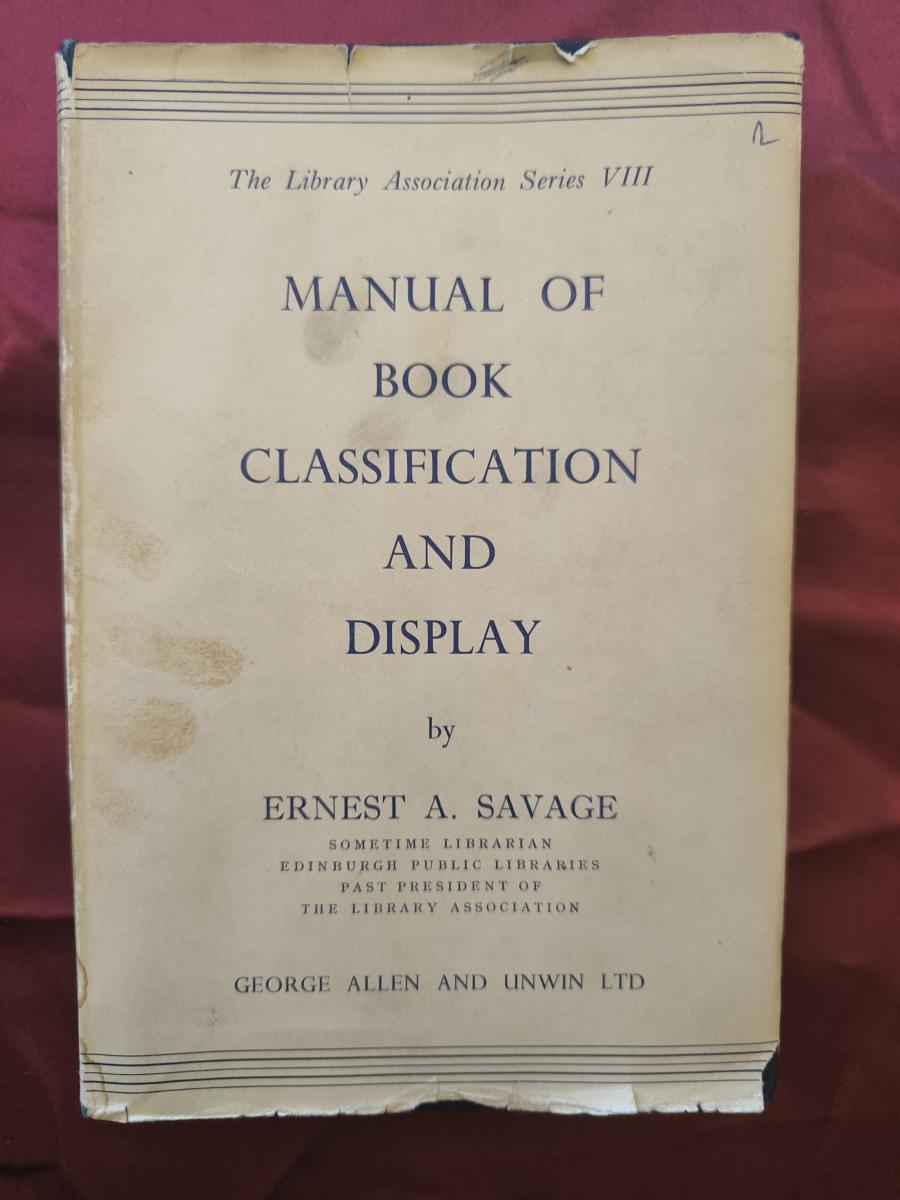 The Library Association Series VIII
MANUAL OF
BOOK
CLASSIFICATION
AND
DISPLAY
by
ERNEST A. SAVAGE
SOMETIME LIBRARIAN
EDINBURGH PUBLIC LIBRARIES
PAST PRESIDENT OF
THE LIBRARY ASSOCIATION
GEORGE ALLEN AND UNWIN LTD